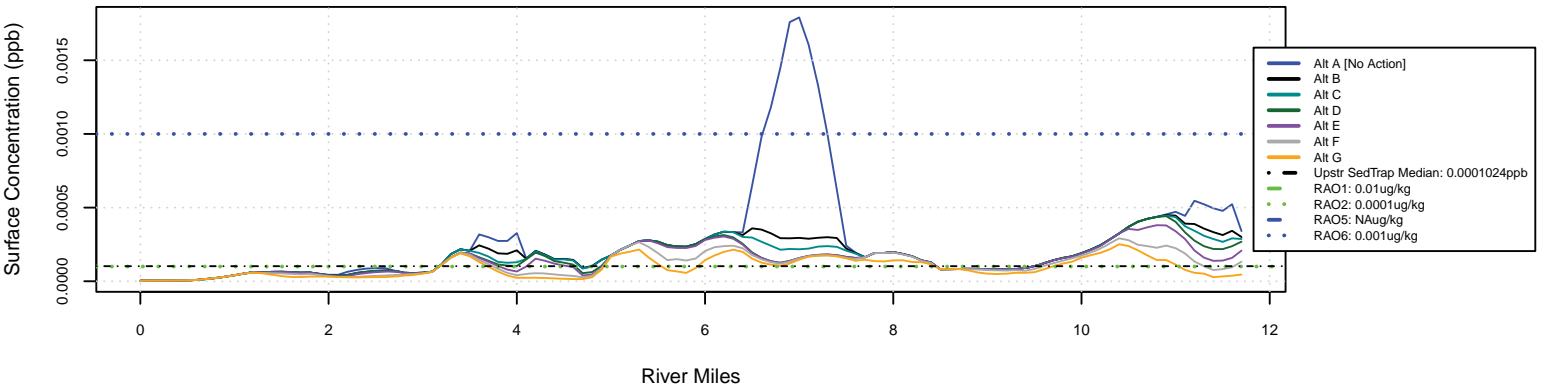 Surface Concentration (ppb)
0.0015
0.0010
0.0005
0.0000
0 2 4 6 8 10 12
River Miles
Alt A [No Action]
Alt B
Alt C
Alt D
Alt E
Alt F
Alt G
Upstr SedTrap Median: 0.0001024ppb
RAO1: 0.01ug/kg
RAO2: 0.0001ug/kg
RAO5: NAug/kg
RAO6: 0.001ug/kg